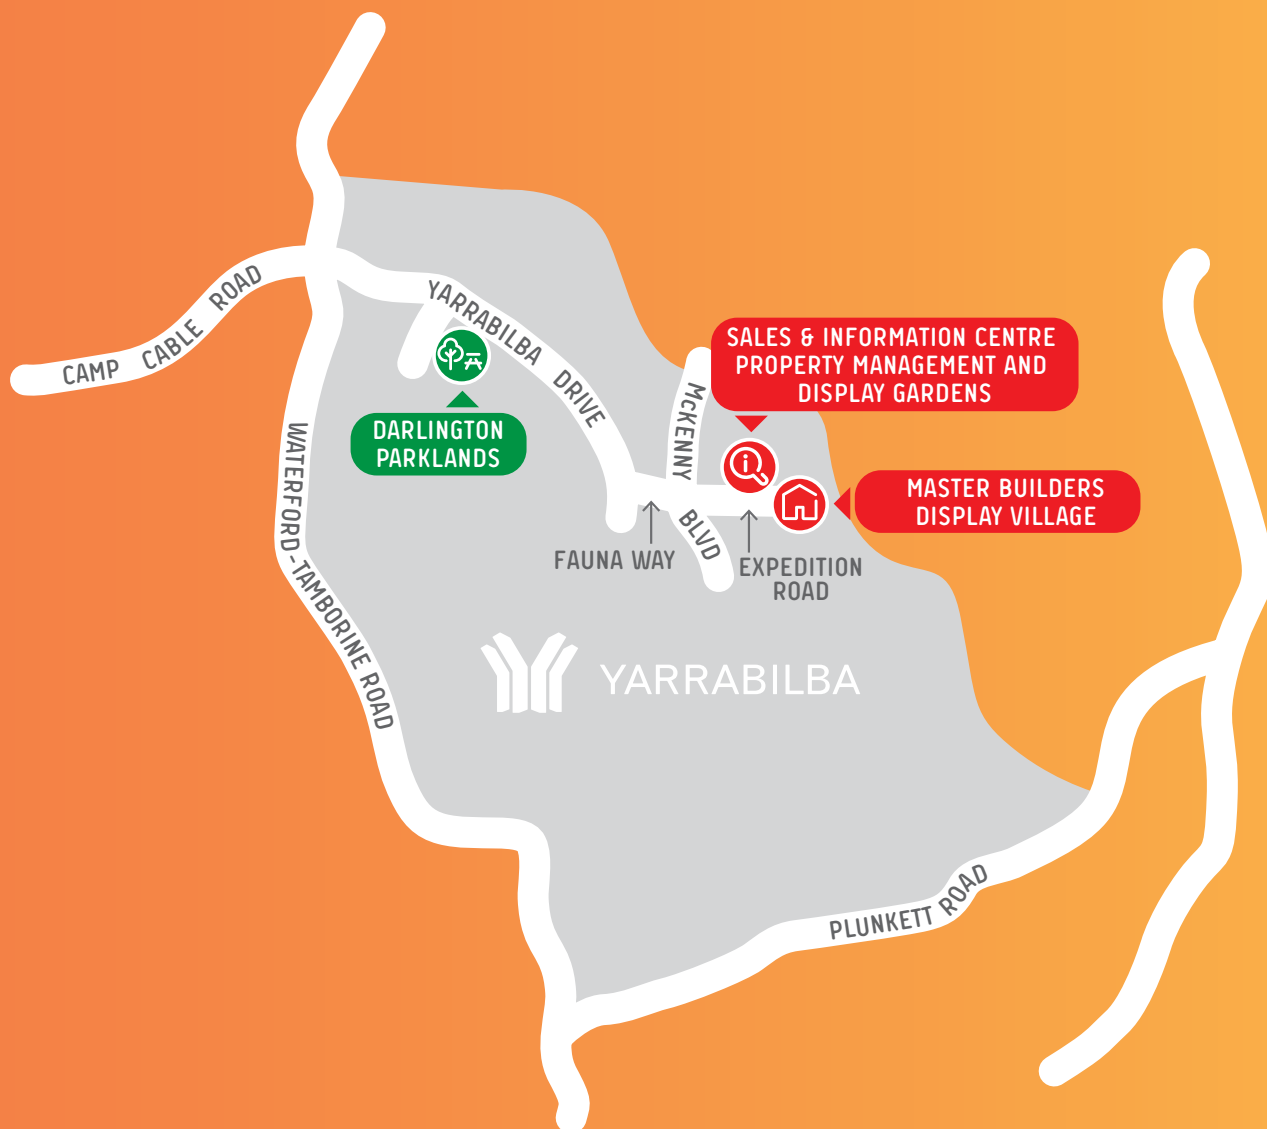 CAMP CABLE ROAD
YARRABILBA DRIVE
SALES & INFORMATION CENTRE
PROPERTY MANAGEMENT AND
DISPLAY GARDENS
DARLINGTON
PARKLANDS
McKENNY BLVD
MASTER BUILDERS
DISPLAY VILLAGE
FAUNA WAY
EXPEDITION
ROAD
WATERFORD-TAMBORINE ROAD
YARRABILBA
PLUNKETT ROAD